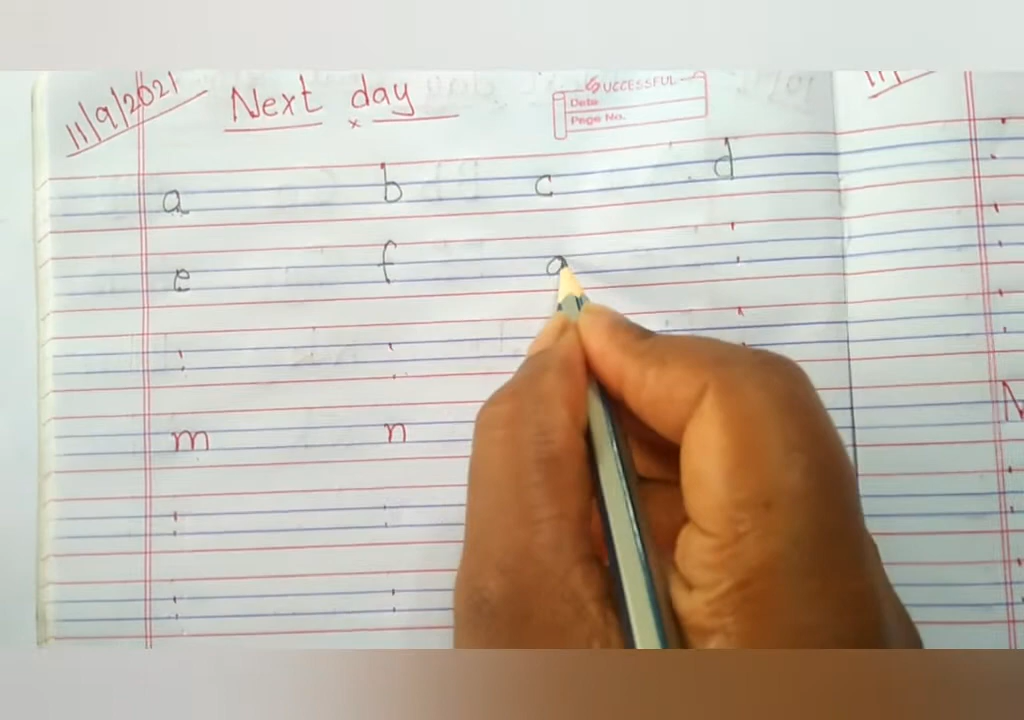 11/9/2021 Next day
SUCCESSFUL
Date
Page No.
a b c d
e f
m n